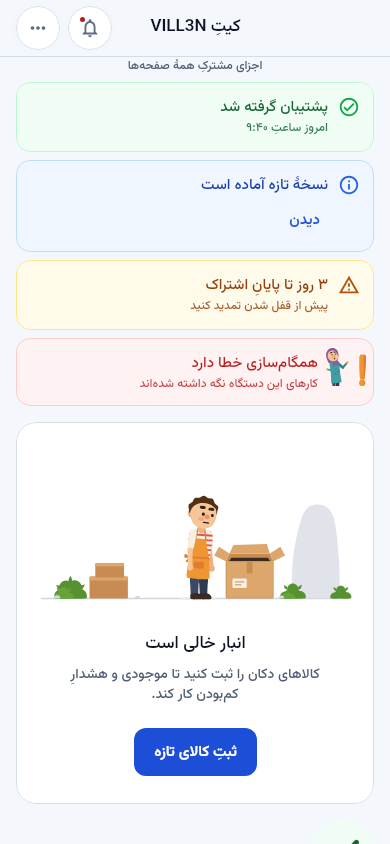 کیتِ VILL3N
اجزای مشترکِ همهٔ صفحه‌ها
پشتیبان گرفته شد
امروز ساعتِ ۹:۴۰
نسخهٔ تازه آماده است
دیدن
۳ روز تا پایانِ اشتراک
پیش از قفل شدن تمدید کنید
همگام‌سازی خطا دارد
کارهای این دستگاه نگه داشته شده‌اند
انبار خالی است
کالاهای دکان را ثبت کنید تا موجودی و هشدارِ
کم‌بودن کار کند.
ثبتِ کالای تازه